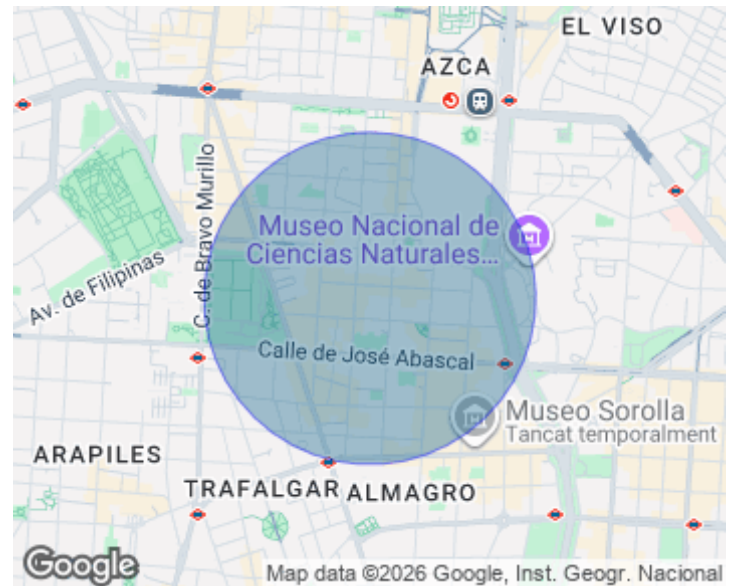 EL VISO
AZCA
Museo Nacional de
Ciencias Naturales...
C. de Bravo Murillo
Av. de Filipinas
Calle de José Abascal
Museo Sorolla
Tancat temporalment
ARAPILES
TRAFALGAR
ALMAGRO
Google
Map data ©2026 Google, Inst. Geogr. Nacional